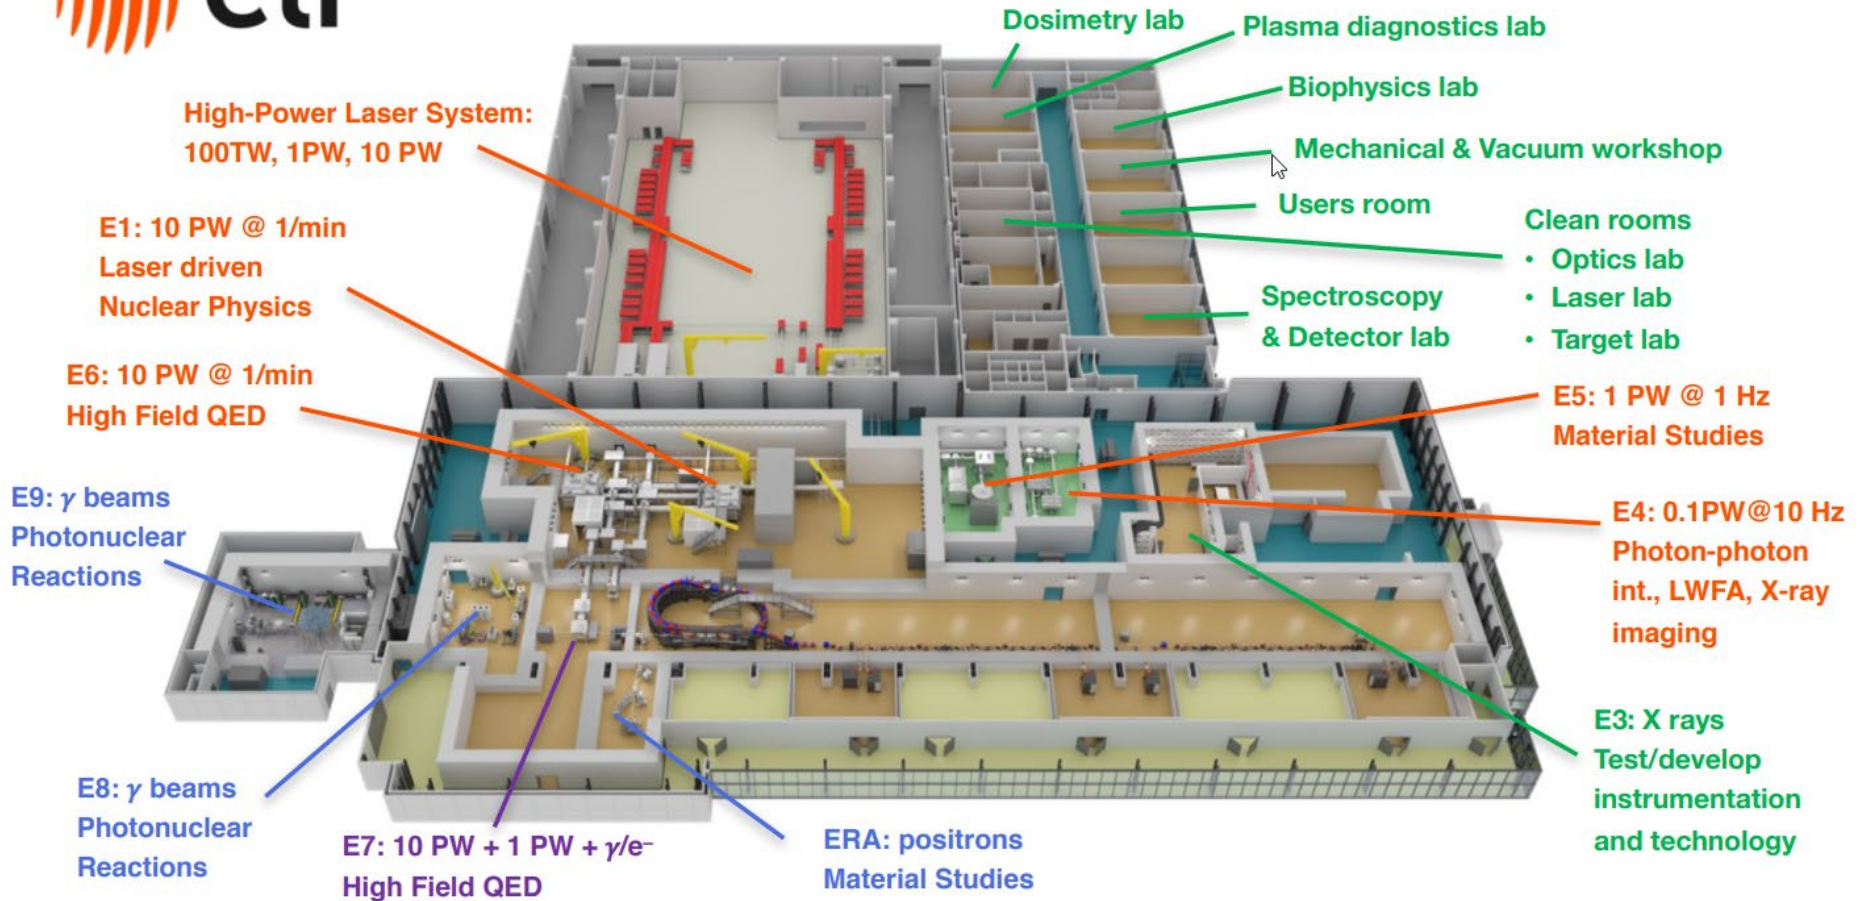 eli
Dosimetry lab
Plasma diagnostics lab
Biophysics lab
High-Power Laser System:
100TW, 1PW, 10 PW
Mechanical & Vacuum workshop
Users room
Clean rooms
• Optics lab
• Laser lab
• Target lab
E1: 10 PW @ 1/min
Laser driven
Nuclear Physics
Spectroscopy
& Detector lab
E6: 10 PW @ 1/min
High Field QED
E5: 1 PW @ 1 Hz
Material Studies
E9: γ beams
Photonuclear
Reactions
E4: 0.1PW@10 Hz
Photon-photon
int., LWFA, X-ray
imaging
E3: X rays
Test/develop
instrumentation
and technology
E8: γ beams
Photonuclear
Reactions
E7: 10 PW + 1 PW + γ/e⁻
High Field QED
ERA: positrons
Material Studies